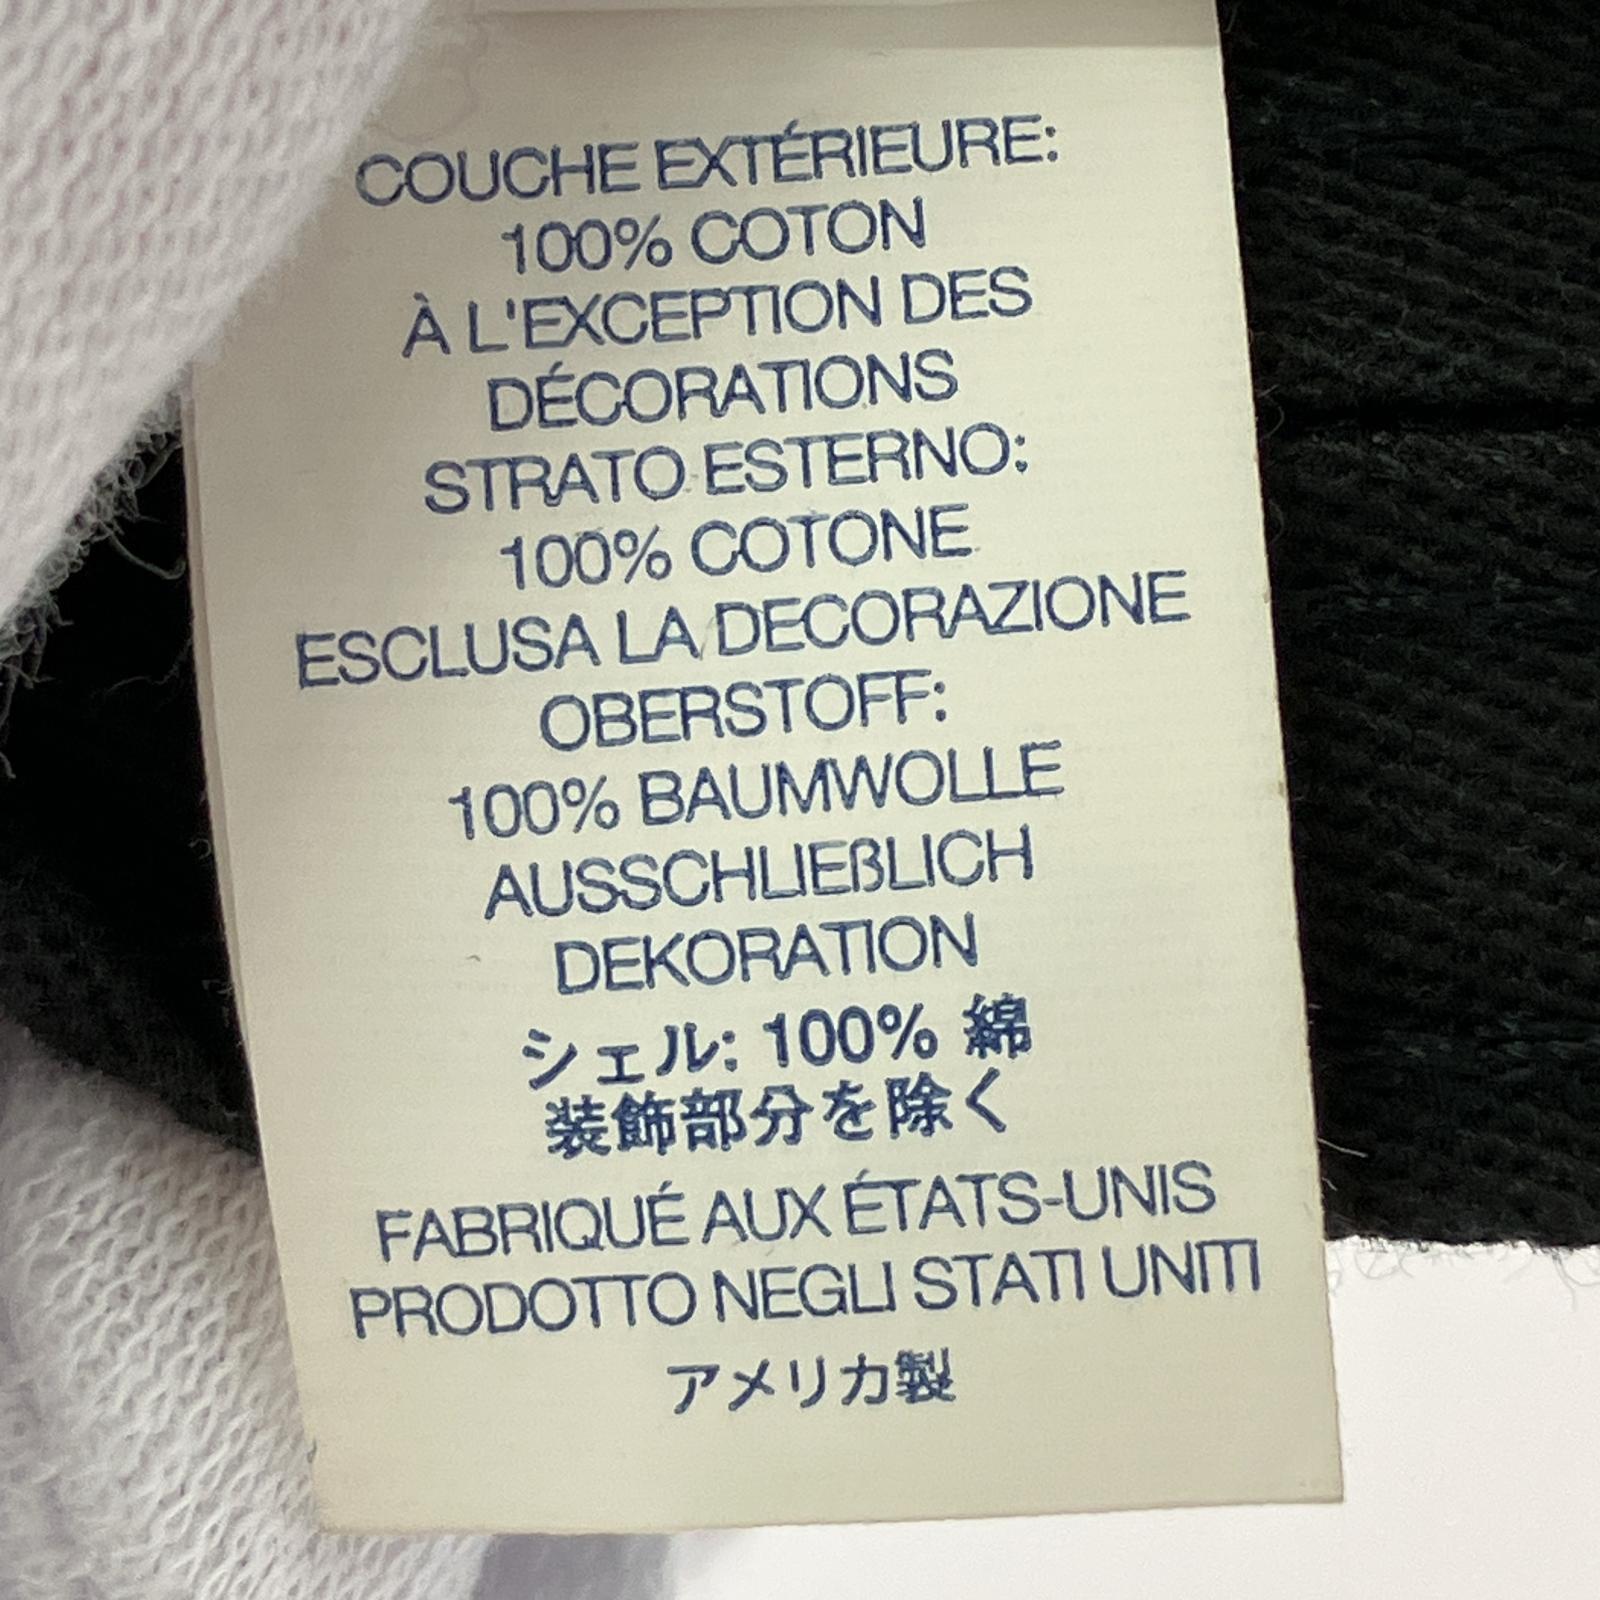 COUCHE EXTÉRIEURE:
100% COTON
À L'EXCEPTION DES
DÉCORATIONS
STRATO ESTERNO:
100% COTONE
ESCLUSA LA DECORAZIONE
OBERSTOFF:
100% BAUMWOLLE
AUSSCHLIEßLICH
DEKORATION
シェル: 100% 綿
装飾部分を除く
FABRIQUÉ AUX ÉTATS-UNIS
PRODOTTO NEGLI STATI UNITI
アメリカ製